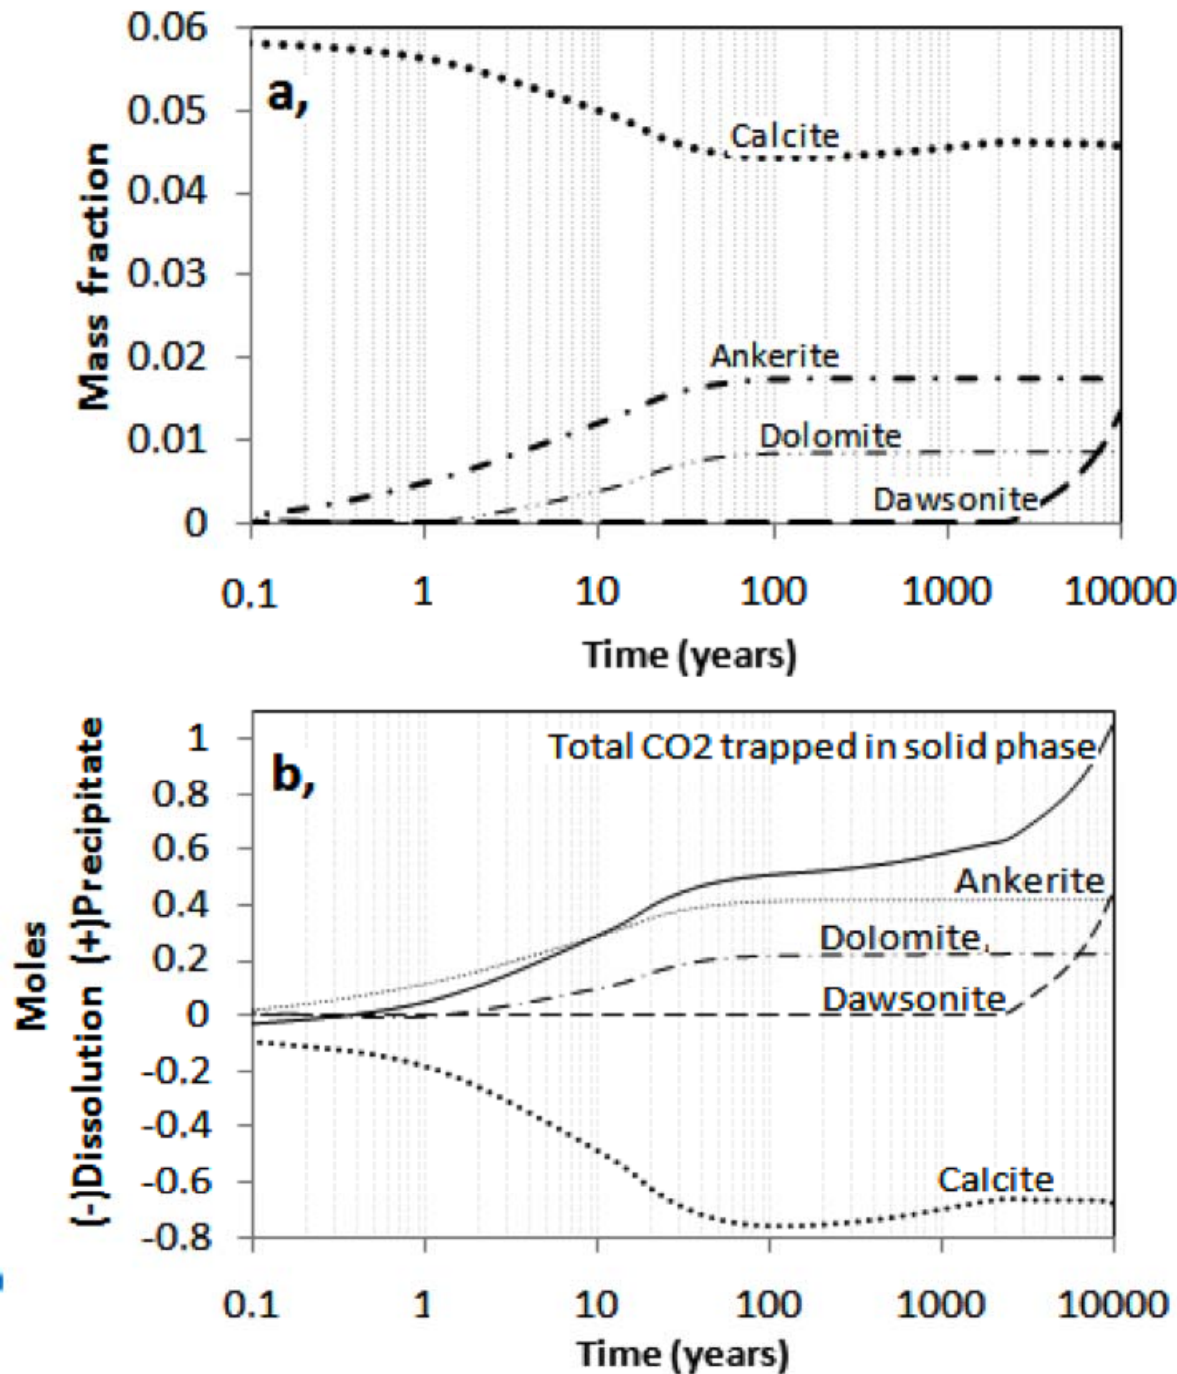 0.06
a,
0.05
Calcite
0.04
0.03
Mass fraction
Ankerite
0.02
Dolomite
0.01
Dawsonite
0
0.1 1 10 100 1000 10000
Time (years)
1
Total CO2 trapped in solid phase
b,
0.8
0.6
Ankerite
0.4
Dolomite
0.2
Dawsonite
0
Moles
(-)Dissolution (+)Precipitate
-0.2
-0.4
-0.6
Calcite
-0.8
0.1 1 10 100 1000 10000
Time (years)